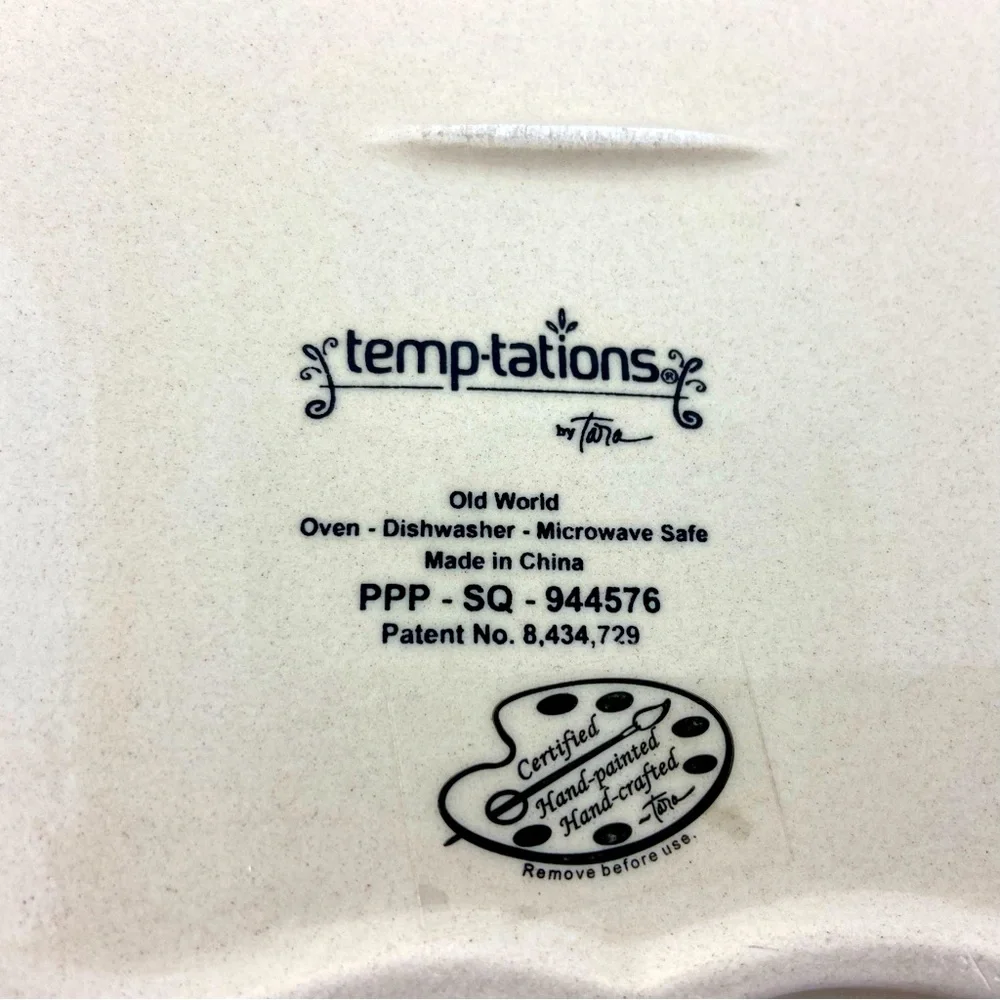 temp-tations®
by Tara
Old World
Oven - Dishwasher - Microwave Safe
Made in China
PPP - SQ - 944576
Patent No. 8,434,729
Certified
Hand-painted
Hand-crafted
~Tara
Remove before use.